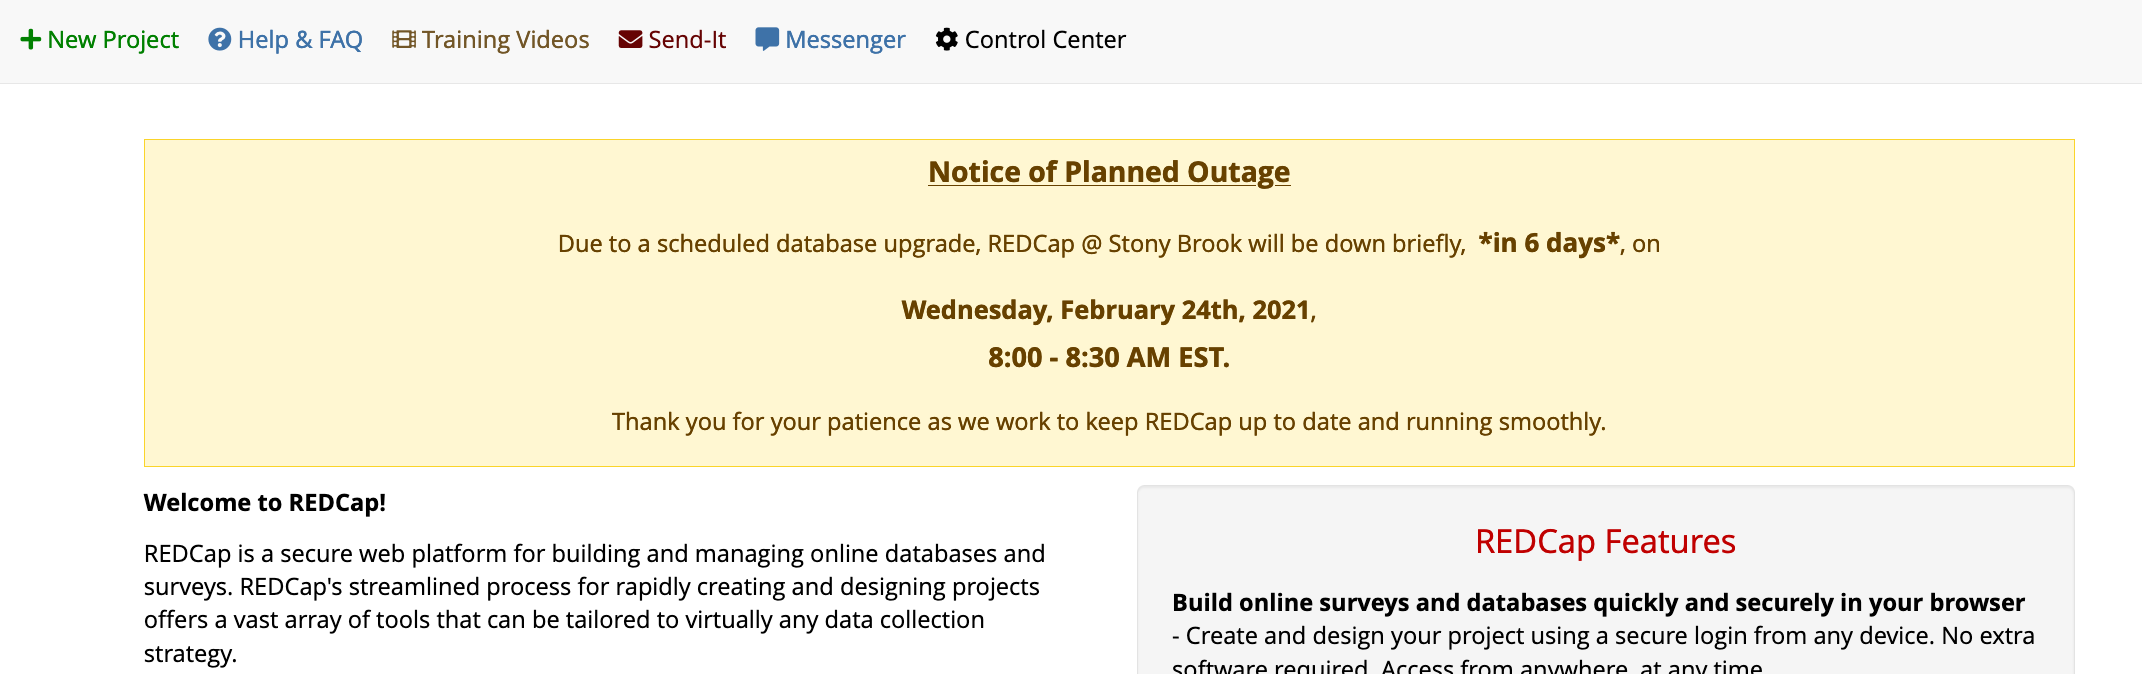 New Project Help & FAQ Training Videos Send-It Messenger Control Center
Notice of Planned Outage
Due to a scheduled database upgrade, REDCap @ Stony Brook will be down briefly, *in 6 days*, on
Wednesday, February 24th, 2021,
8:00 - 8:30 AM EST.
Thank you for your patience as we work to keep REDCap up to date and running smoothly.
Welcome to REDCap!
REDCap is a secure web platform for building and managing online databases and
surveys. REDCap's streamlined process for rapidly creating and designing projects
offers a vast array of tools that can be tailored to virtually any data collection
strategy.
REDCap Features
Build online surveys and databases quickly and securely in your browser
- Create and design your project using a secure login from any device. No extra
software required. Access from anywhere, at any time.